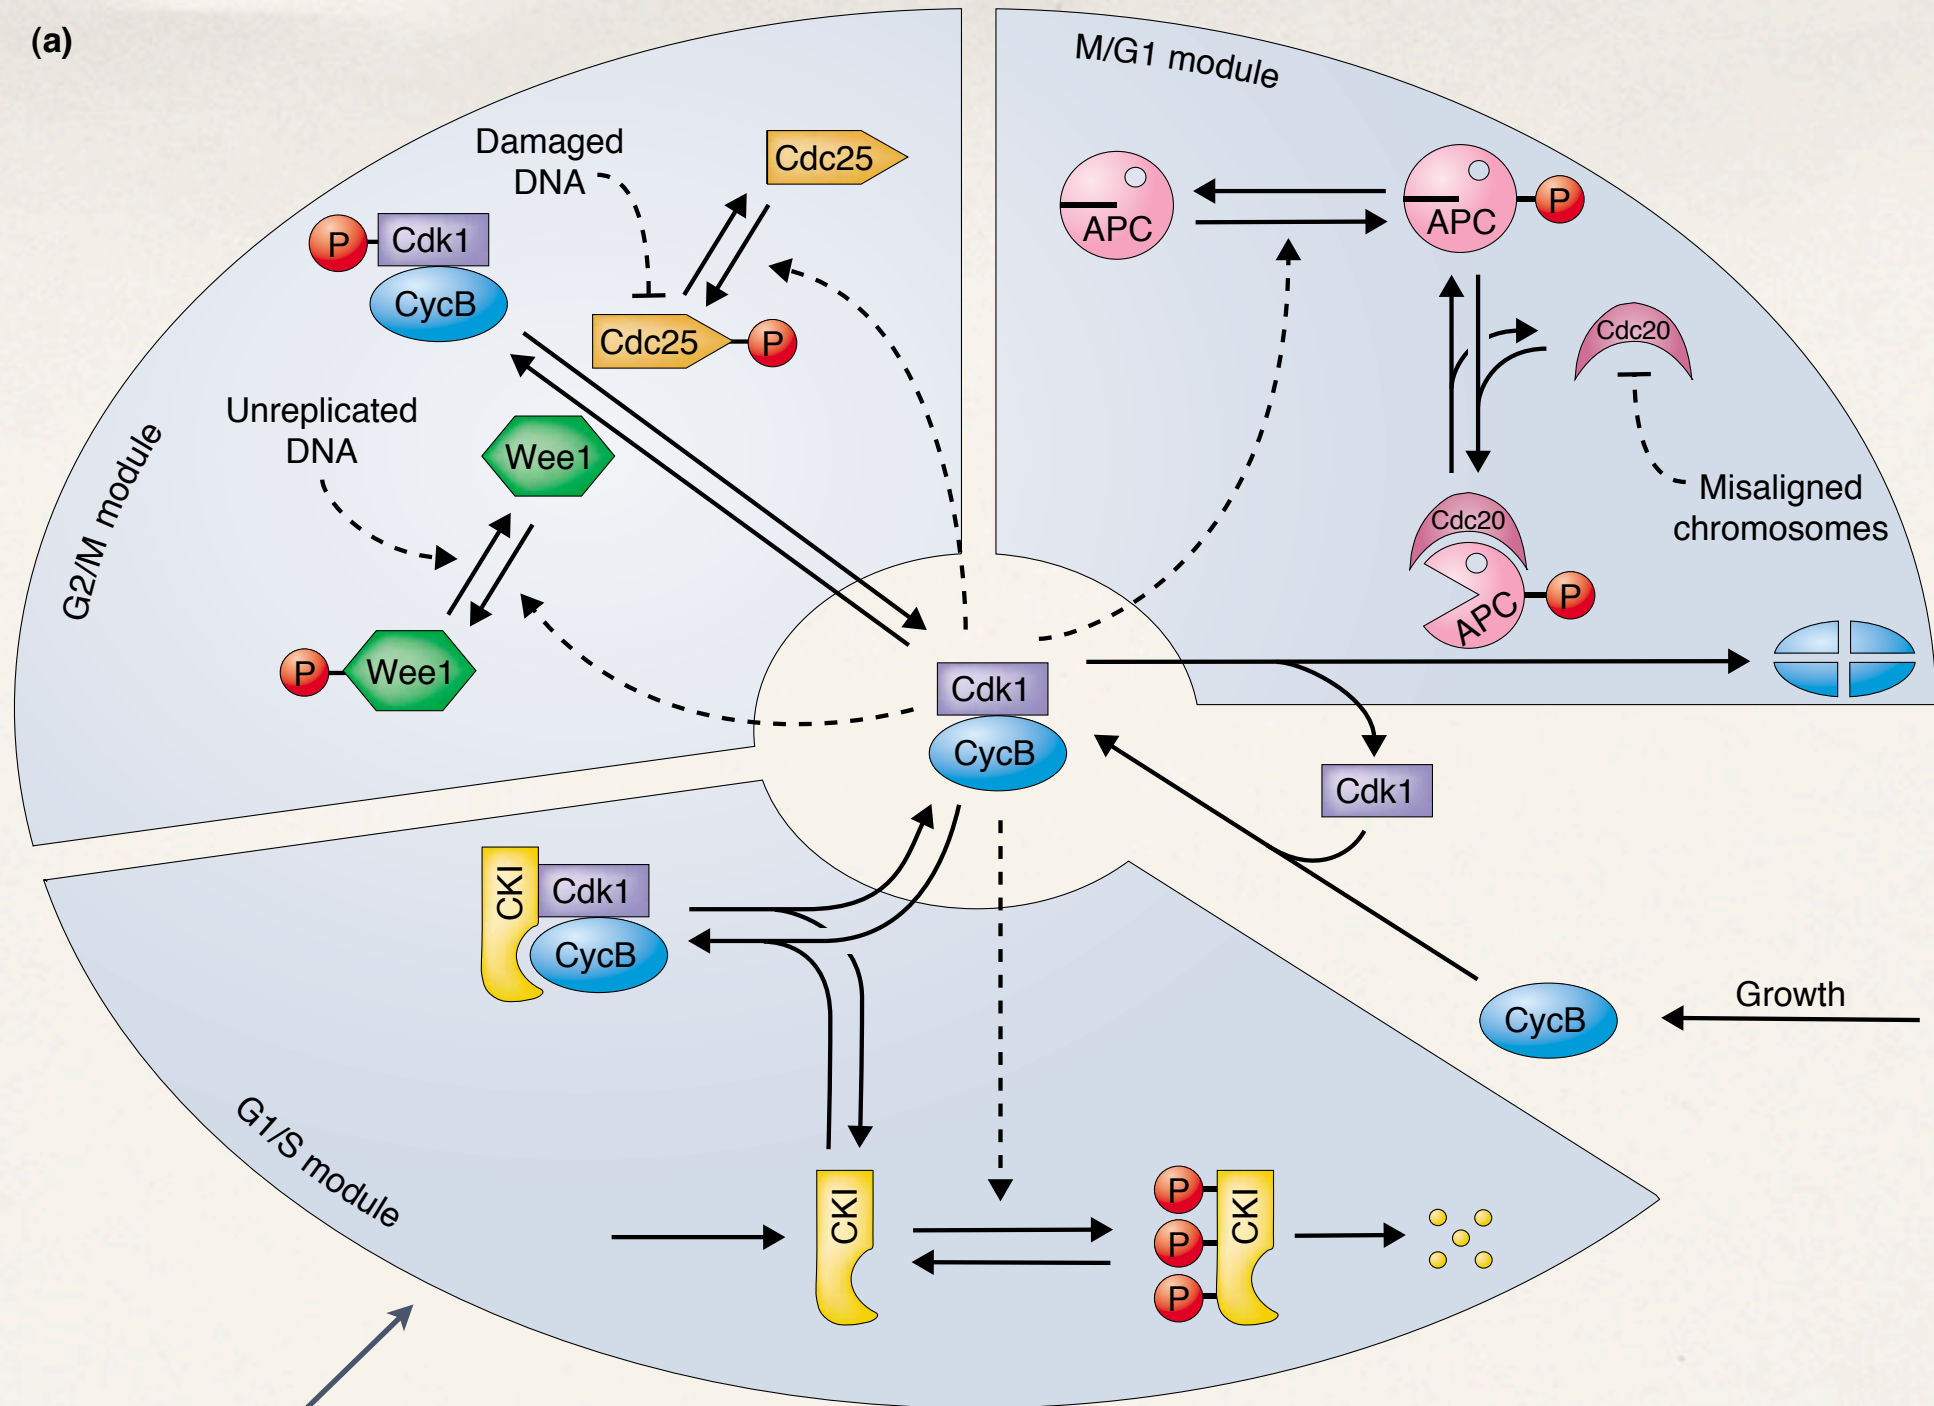 (a)
M/G1 module
Damaged
DNA
Cdc25
P
Cdk1
CycB
Cdc25
P
Unreplicated
DNA
Wee1
G2/M module
P
Wee1
APC
APC
P
Cdc20
Misaligned
chromosomes
Cdc20
APC
P
Cdk1
CycB
Cdk1
CKI
Cdk1
CycB
CycB
Growth
G1/S module
CKI
P
P
P
CKI